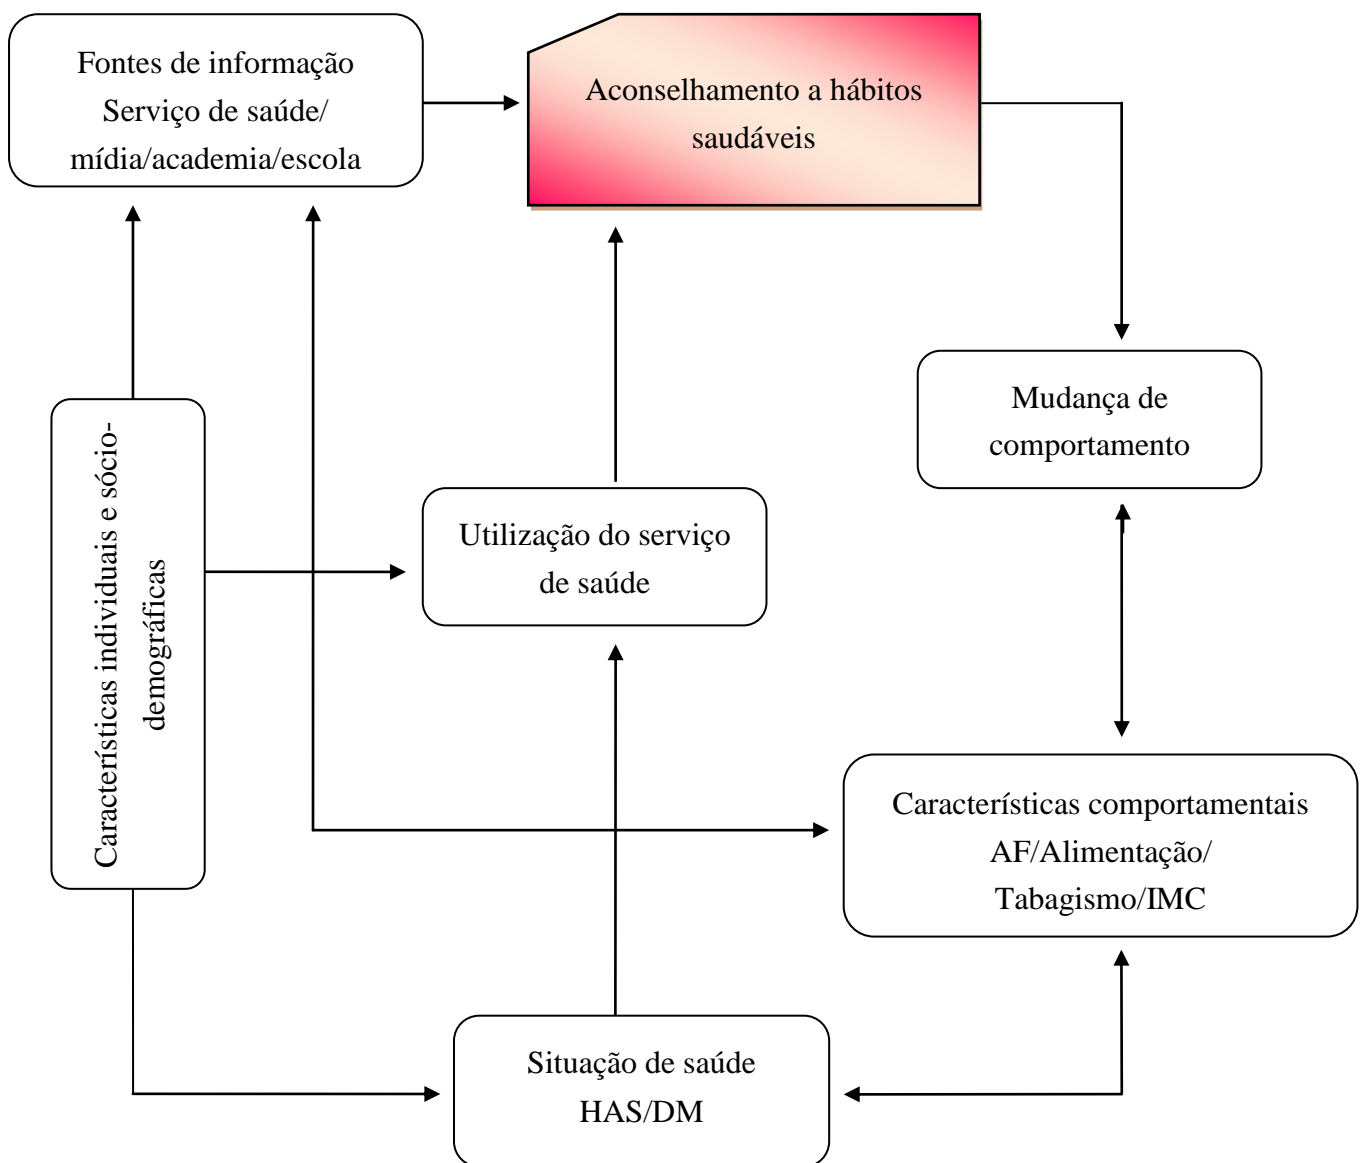 Fontes de informação
Serviço de saúde/
mídia/academia/escola
Aconselhamento a hábitos
saudáveis
Mudança de
comportamento
Características individuais e sócio-
demográficas
Utilização do serviço
de saúde
Características comportamentais
AF/Alimentação/
Tabagismo/IMC
Situação de saúde
HAS/DM